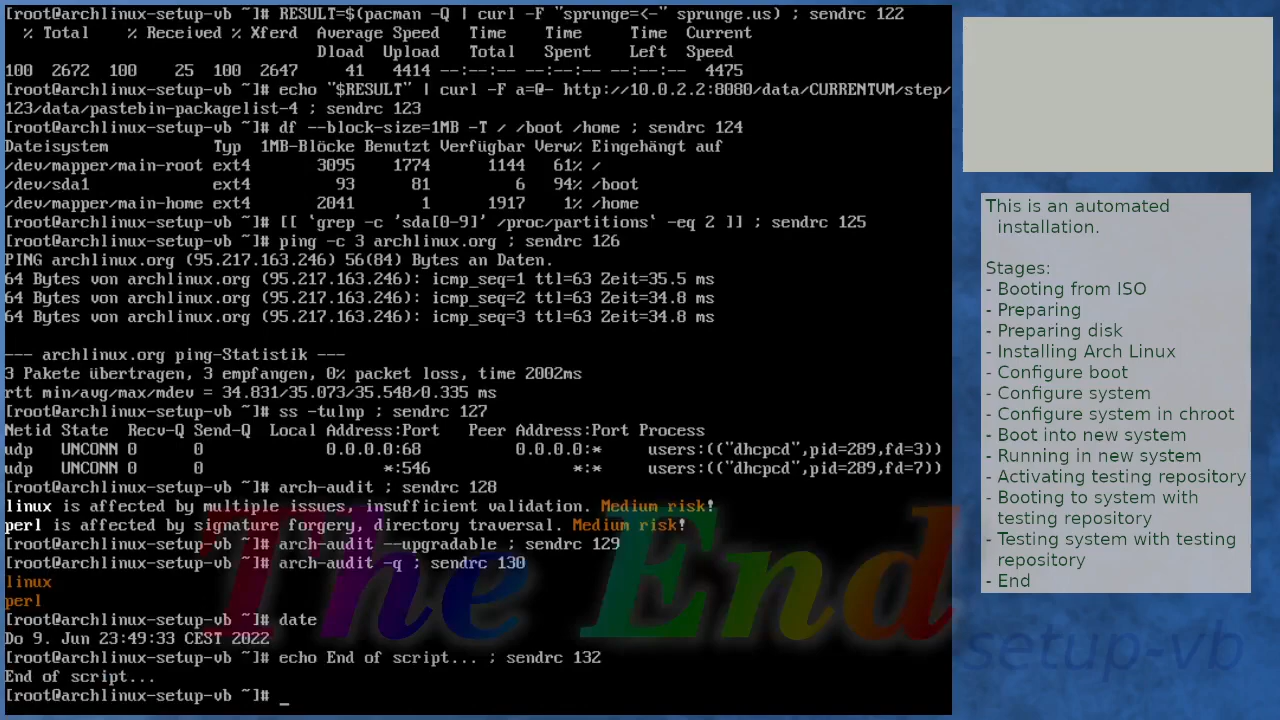 [root@archlinux-setup-vb ~]# RESULT=$(pacman -Q | curl -F "sprunge=<-" sprunge.us) ; sendrc 122
  % Total    % Received % Xferd  Average Speed   Time    Time     Time  Current
                                 Dload  Upload   Total   Spent    Left  Speed
100  2672  100    25  100  2647     41   4414 --:--:-- --:--:-- --:--:--  4475
[root@archlinux-setup-vb ~]# echo "$RESULT" | curl -F a=@- http://10.0.2.2:8080/data/CURRENTVM/step/
123/data/pastebin-packagelist-4 ; sendrc 123
[root@archlinux-setup-vb ~]# df --block-size=1MB -T / /boot /home ; sendrc 124
Dateisystem           Typ  1MB-Blöcke Benutzt Verfügbar Verw% Eingehängt auf
/dev/mapper/main-root ext4       3095    1774      1144   61% /
/dev/sda1             ext4         93      81         6   94% /boot
/dev/mapper/main-home ext4       2041       1      1917    1% /home
[root@archlinux-setup-vb ~]# [[ `grep -c 'sda[0-9]' /proc/partitions` -eq 2 ]] ; sendrc 125
[root@archlinux-setup-vb ~]# ping -c 3 archlinux.org ; sendrc 126
PING archlinux.org (95.217.163.246) 56(84) Bytes an Daten.
64 Bytes von archlinux.org (95.217.163.246): icmp_seq=1 ttl=63 Zeit=35.5 ms
64 Bytes von archlinux.org (95.217.163.246): icmp_seq=2 ttl=63 Zeit=34.8 ms
64 Bytes von archlinux.org (95.217.163.246): icmp_seq=3 ttl=63 Zeit=34.8 ms
--- archlinux.org ping-Statistik ---
3 Pakete übertragen, 3 empfangen, 0% packet loss, time 2002ms
rtt min/avg/max/mdev = 34.831/35.073/35.548/0.335 ms
[root@archlinux-setup-vb ~]# ss -tulnp ; sendrc 127
Netid State  Recv-Q Send-Q  Local Address:Port   Peer Address:Port Process
udp   UNCONN 0      0             0.0.0.0:68          0.0.0.0:*     users:(("dhcpcd",pid=289,fd=3))
udp   UNCONN 0      0                   *:546               *:*     users:(("dhcpcd",pid=289,fd=7))
[root@archlinux-setup-vb ~]# arch-audit ; sendrc 128
linux is affected by multiple issues, insufficient validation. Medium risk!
perl is affected by signature forgery, directory traversal. Medium risk!
[root@archlinux-setup-vb ~]# arch-audit --upgradable ; sendrc 129
[root@archlinux-setup-vb ~]# arch-audit -q ; sendrc 130
linux
perl
[root@archlinux-setup-vb ~]# date
Do 9. Jun 23:49:33 CEST 2022
[root@archlinux-setup-vb ~]# echo End of script... ; sendrc 132
End of script...
[root@archlinux-setup-vb ~]# _
The End
This is an automated
installation.
Stages:
- Booting from ISO
- Preparing
- Preparing disk
- Installing Arch Linux
- Configure boot
- Configure system
- Configure system in chroot
- Boot into new system
- Running in new system
- Activating testing repository
- Booting to system with
testing repository
- Testing system with testing
repository
- End
setup-vb